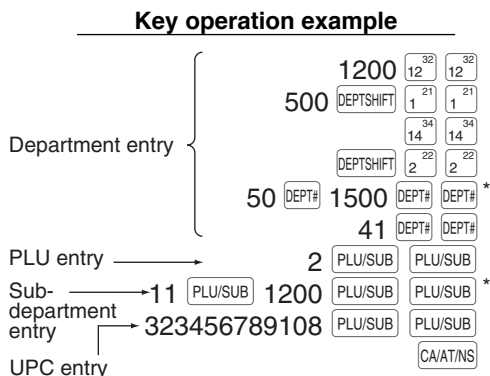 Key operation example
1200 12 32 12 32
500 DEPTSHIFT 1 21 1 21
14 34 14 34
Department entry
DEPTSHIFT 2 22 2 22
50 DEPT# 1500 DEPT# DEPT# *
41 DEPT# DEPT#
PLU entry 2 PLU/SUB PLU/SUB
Sub- 11 PLU/SUB 1200 PLU/SUB PLU/SUB *
department
entry 323456789108 PLU/SUB PLU/SUB
UPC entry CA/AT/NS